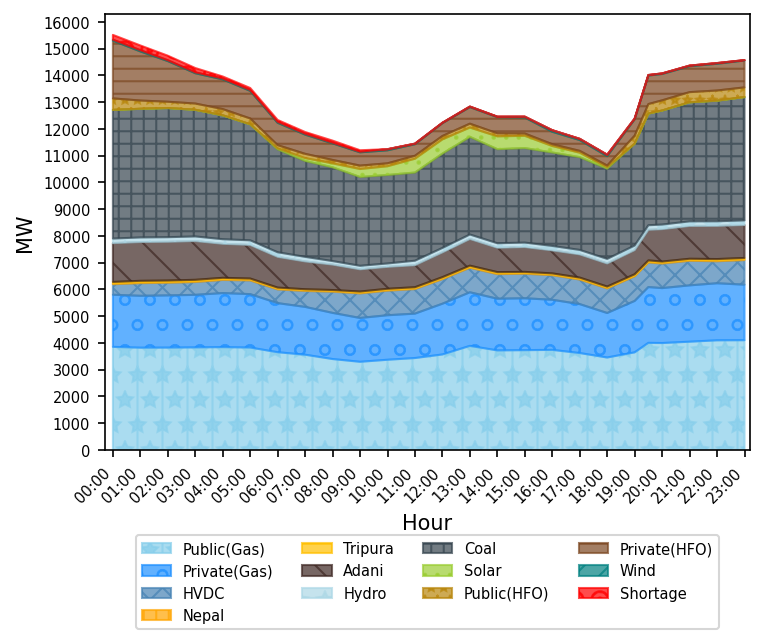 16000
15000
14000
13000
12000
11000
10000
9000
8000
7000
6000
5000
4000
3000
2000
1000
0
MW
00:00 01:00 02:00 03:00 04:00 05:00 06:00 07:00 08:00 09:00 10:00 11:00 12:00 13:00 14:00 15:00 16:00 17:00 18:00 19:00 20:00 21:00 22:00 23:00
Hour
Public(Gas) Tripura Coal Private(HFO)
Private(Gas) Adani Solar Wind
HVDC Hydro Public(HFO) Shortage
Nepal